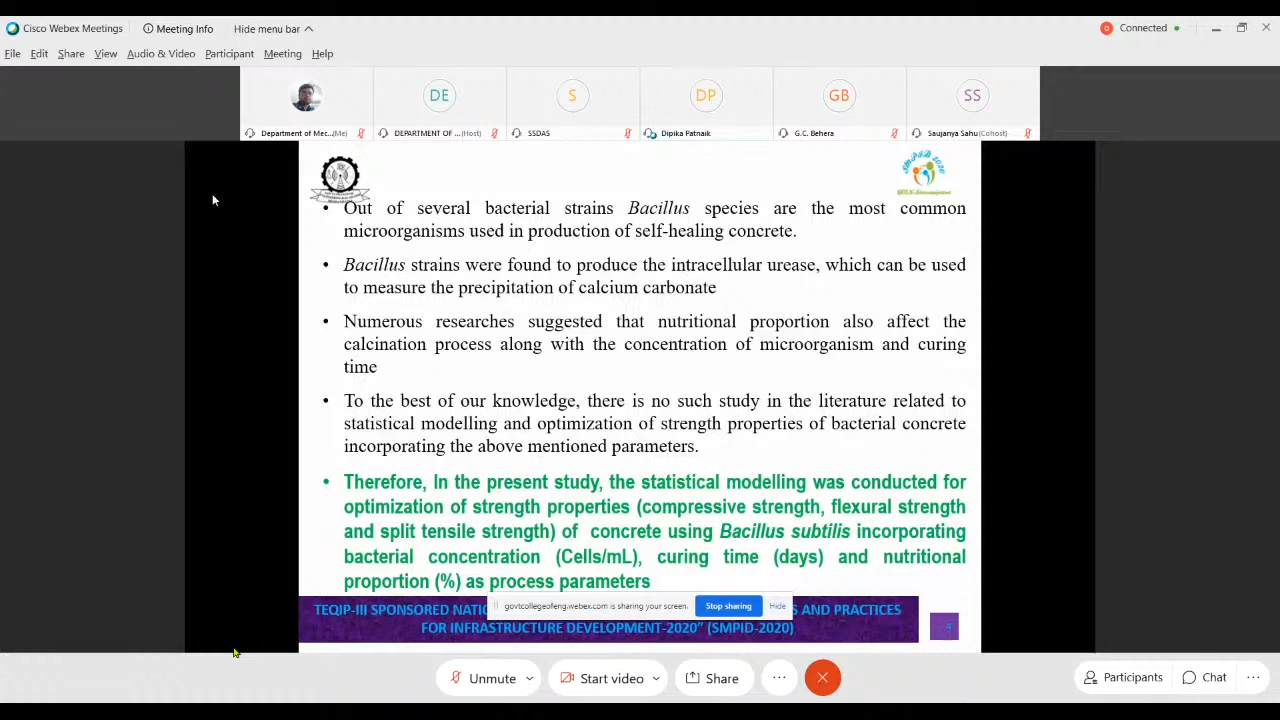 Cisco Webex Meetings Meeting Info Hide menu bar Connected
File Edit Share View Audio & Video Participant Meeting Help
DE S DP GB SS
Department of Mec...(Me) DEPARTMENT OF ...(Host) SSDAS Dipika Patnaik G.C. Behera Saujanya Sahu(Cohost)
SMPID 2020
• Out of several bacterial strains Bacillus species are the most common
microorganisms used in production of self-healing concrete.
• Bacillus strains were found to produce the intracellular urease, which can be used
to measure the precipitation of calcium carbonate
• Numerous researches suggested that nutritional proportion also affect the
calcination process along with the concentration of microorganism and curing
time
• To the best of our knowledge, there is no such study in the literature related to
statistical modelling and optimization of strength properties of bacterial concrete
incorporating the above mentioned parameters.
• Therefore, In the present study, the statistical modelling was conducted for
optimization of strength properties (compressive strength, flexural strength
and split tensile strength) of concrete using Bacillus subtilis incorporating
bacterial concentration (Cells/mL), curing time (days) and nutritional
proportion (%) as process parameters
govtcollegeofeng.webex.com is sharing your screen. Stop sharing Hide
TEQIP-III SPONSORED NATIO S AND PRACTICES
FOR INFRASTRUCTURE DEVELOPMENT-2020" (SMPID-2020)
4
Unmute Start video Share Participants Chat